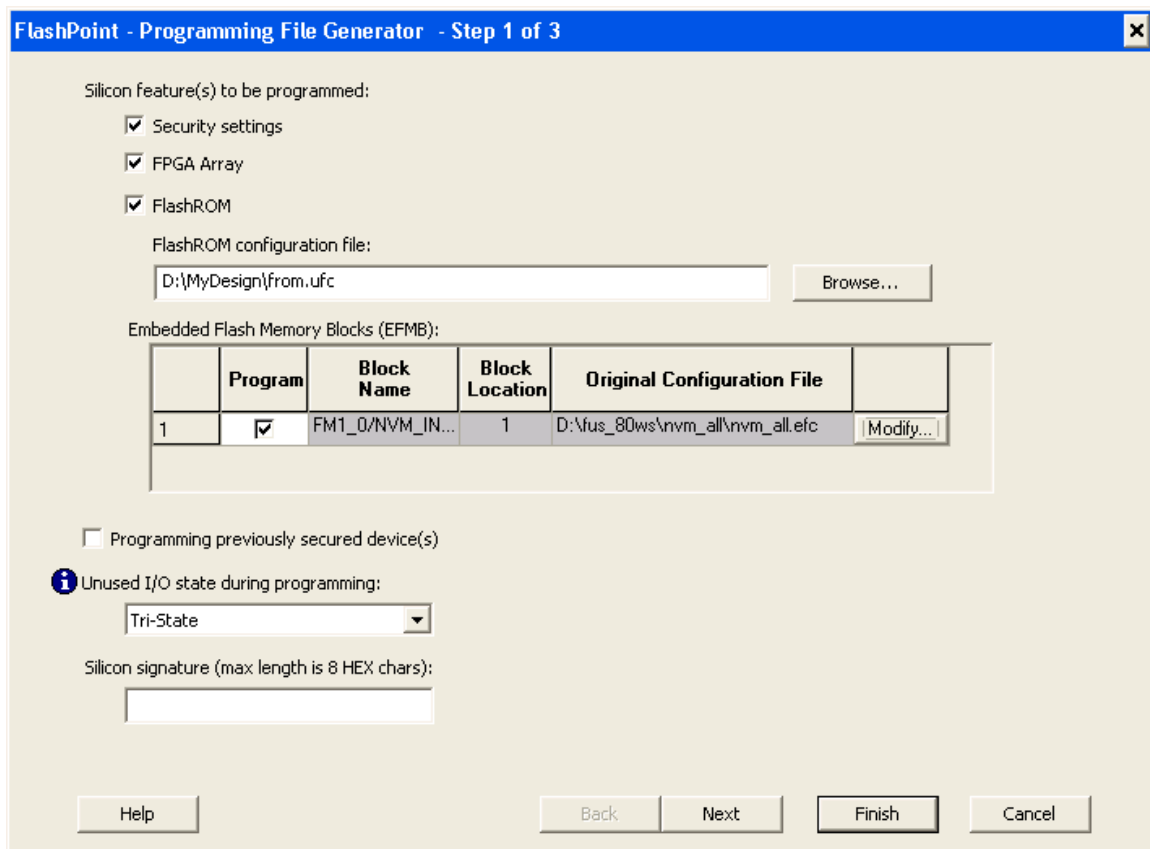 FlashPoint - Programming File Generator - Step 1 of 3
Silicon feature(s) to be programmed:
Security settings
FPGA Array
FlashROM
FlashROM configuration file:
D:\MyDesign\from.ufc
Browse...
Embedded Flash Memory Blocks (EFMB):
Program Block Name Block Location Original Configuration File
1 FM1_0/NVM_IN... 1 D:\fus_80ws\nvm_all\nvm_all.efc Modify...
Programming previously secured device(s)
Unused I/O state during programming:
Tri-State
Silicon signature (max length is 8 HEX chars):
Help Back Next Finish Cancel